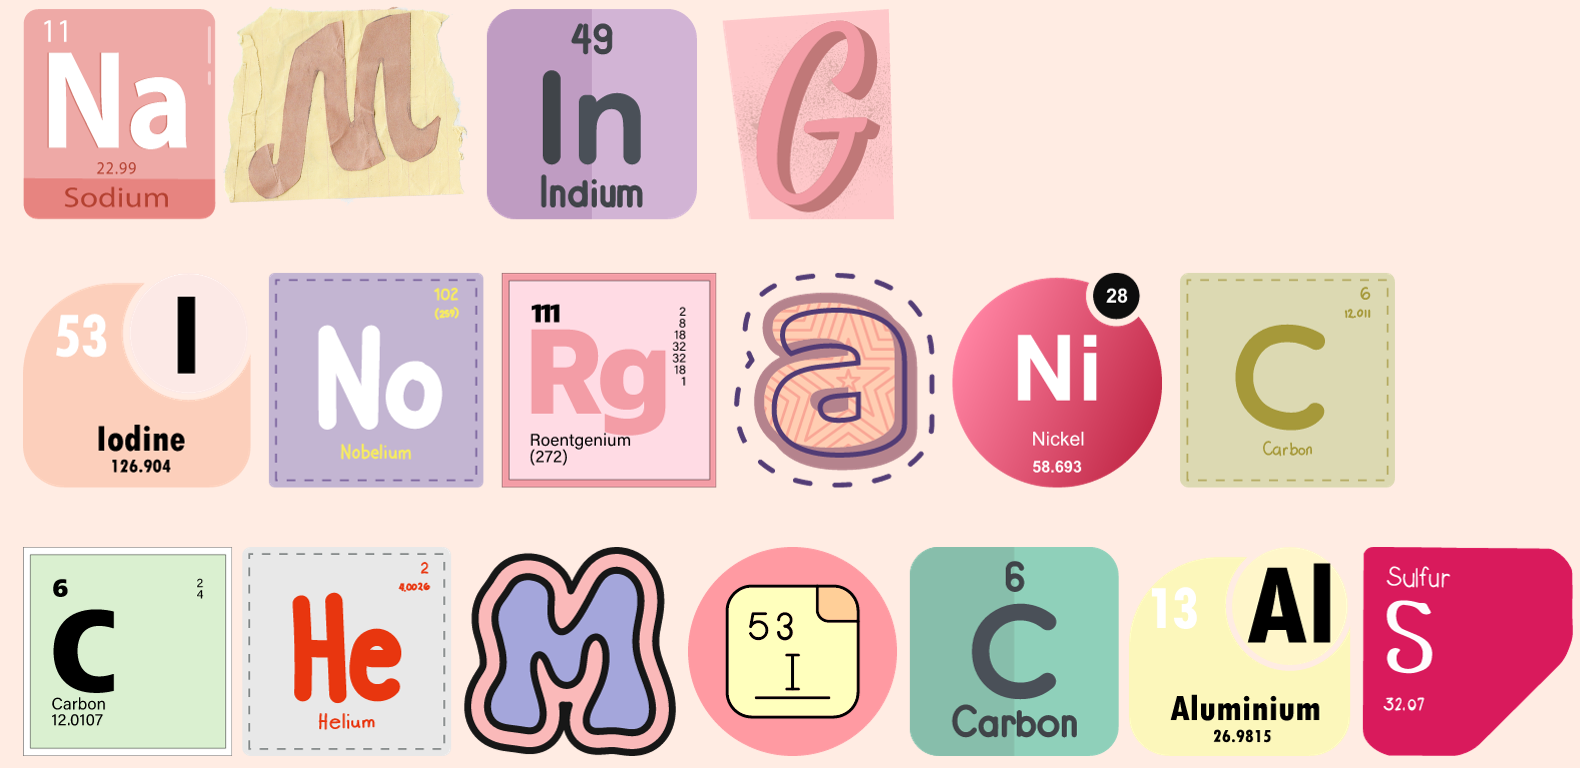 11
Na
22.99
Sodium
M
49
In
Indium
G
53
I
Iodine
126.904
102
(259)
No
Nobelium
111
Rg
2
8
18
32
32
18
1
Roentgenium
(272)
a
28
Ni
Nickel
58.693
6
12.011
C
Carbon
6
2
4
C
Carbon
12.0107
2
4.0026
He
Helium
M
53
I
6
C
Carbon
13
Al
Aluminium
26.9815
Sulfur
S
32.07